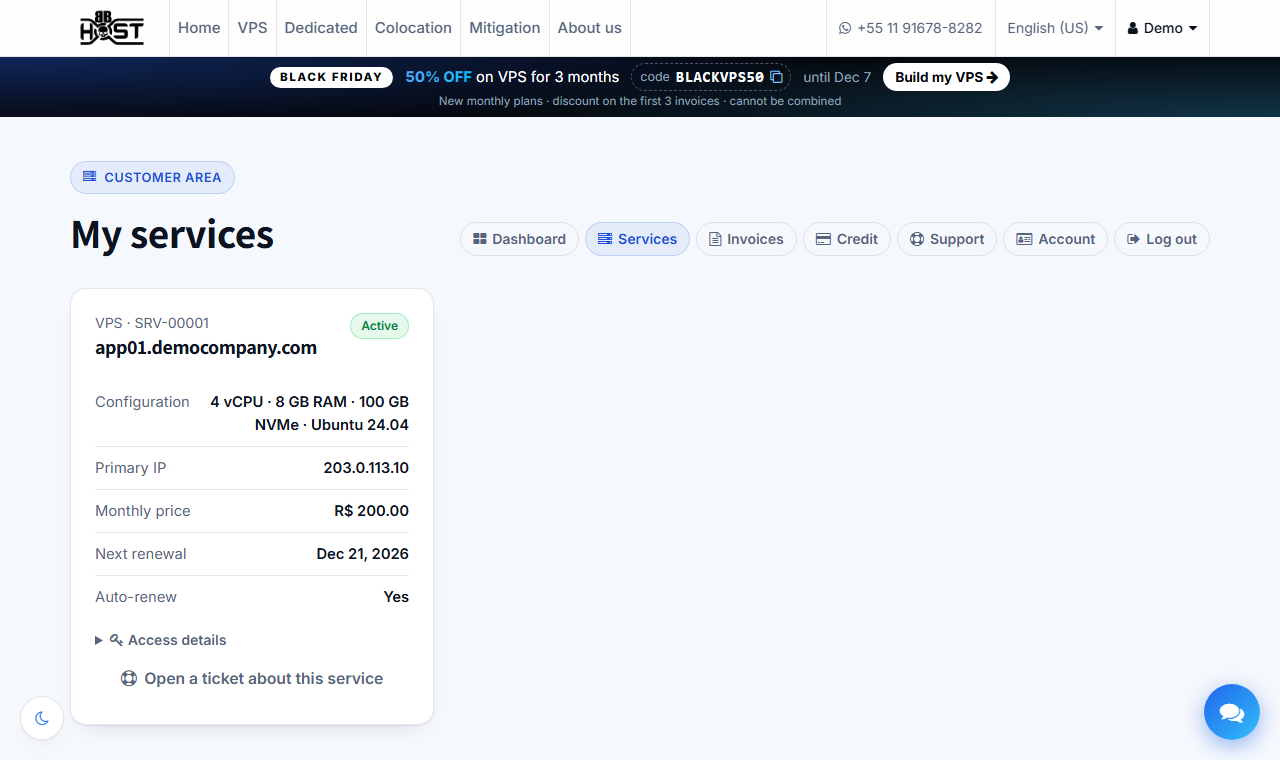 BB HOST
Home VPS Dedicated Colocation Mitigation About us +55 11 91678-8282 English (US) Demo
BLACK FRIDAY 50% OFF on VPS for 3 months code BLACKVPS50 until Dec 7 Build my VPS
New monthly plans · discount on the first 3 invoices · cannot be combined
CUSTOMER AREA
My services
Dashboard Services Invoices Credit Support Account Log out
VPS · SRV-00001 Active
app01.democompany.com
Configuration 4 vCPU · 8 GB RAM · 100 GB
NVMe · Ubuntu 24.04
Primary IP 203.0.113.10
Monthly price R$ 200.00
Next renewal Dec 21, 2026
Auto-renew Yes
Access details
Open a ticket about this service